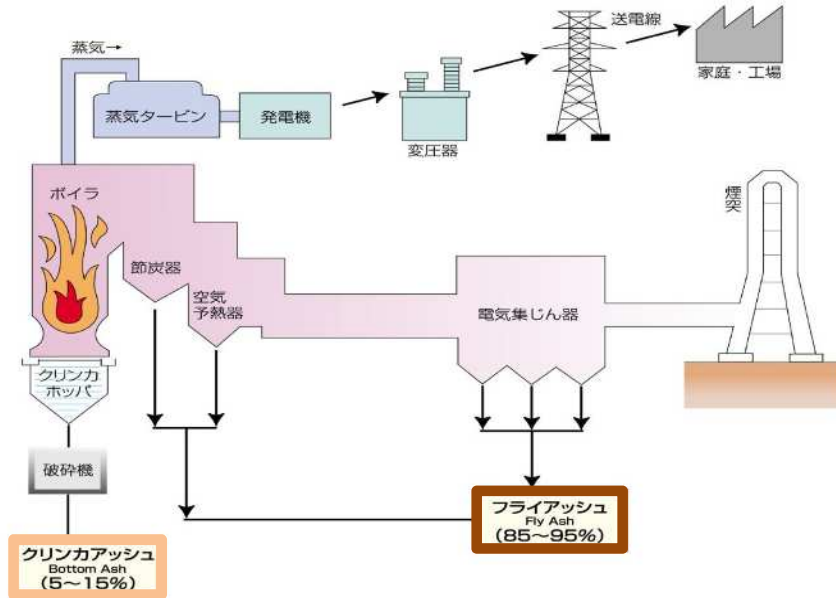 蒸気→
蒸気タービン
発電機
変圧器
送電線
家庭・工場
ボイラ
節炭器
空気
予熱器
電気集じん器
煙突
クリンカ
ホッパ
破砕機
クリンカアッシュ
Bottom Ash
(5～15%)
フライアッシュ
Fly Ash
(85～95%)